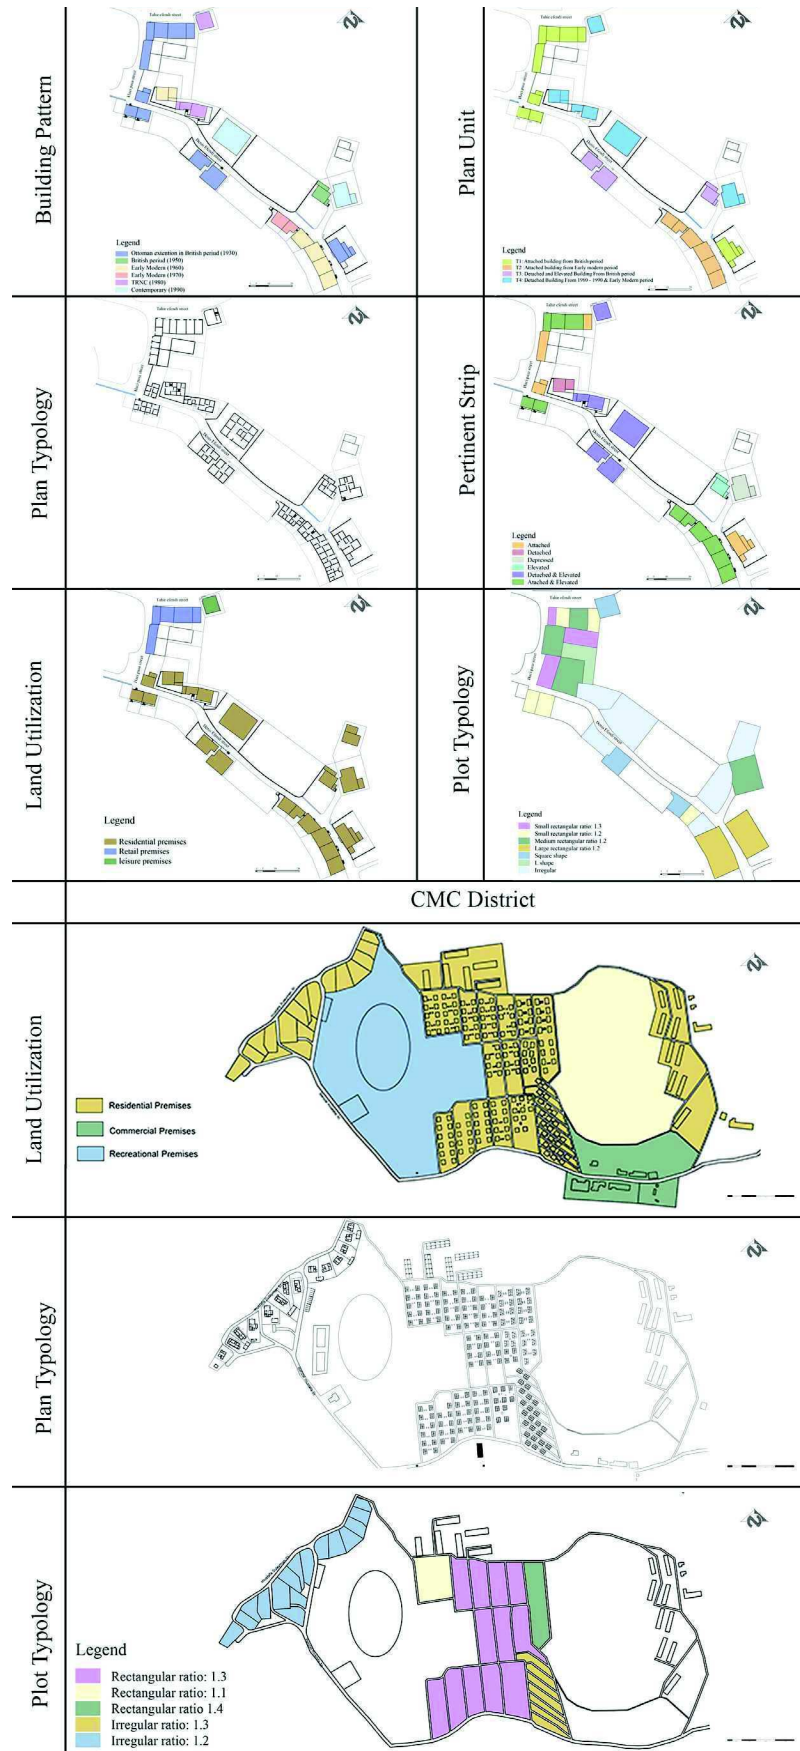 Building Pattern
Legend
Ottoman extention in British period (1930)
British period (1950)
Early Modern (1960)
Early Modern (1970)
TRNC (1980)
Contemporary (1990)
Plan Unit
Legend
T1: Attached building from British period
T2: Attached building from Early modern period
T3: Detached and Elevated Building From British period
T4: Detached Building From 1960 - 1990 & Early Modern period
Plan Typology
Pertinent Strip
Legend
Attached
Detached
Depressed
Elevated
Detached & Elevated
Atached & Elevated
Land Utilization
Legend
Residential premises
Retail premises
leisure premises
Plot Typology
Legend
Small rectangular ratio: 1.3
Small rectangular ratio: 1.2
Medium rectangular ratio 1.2
Large rectangular ratio 1.2
Square shape
L shape
Irregular
CMC District
Land Utilization
Residential Premises
Commercial Premises
Recreational Premises
Plan Typology
Plot Typology
Legend
Rectangular ratio: 1.3
Rectangular ratio: 1.1
Rectangular ratio 1.4
Irregular ratio: 1.3
Irregular ratio: 1.2